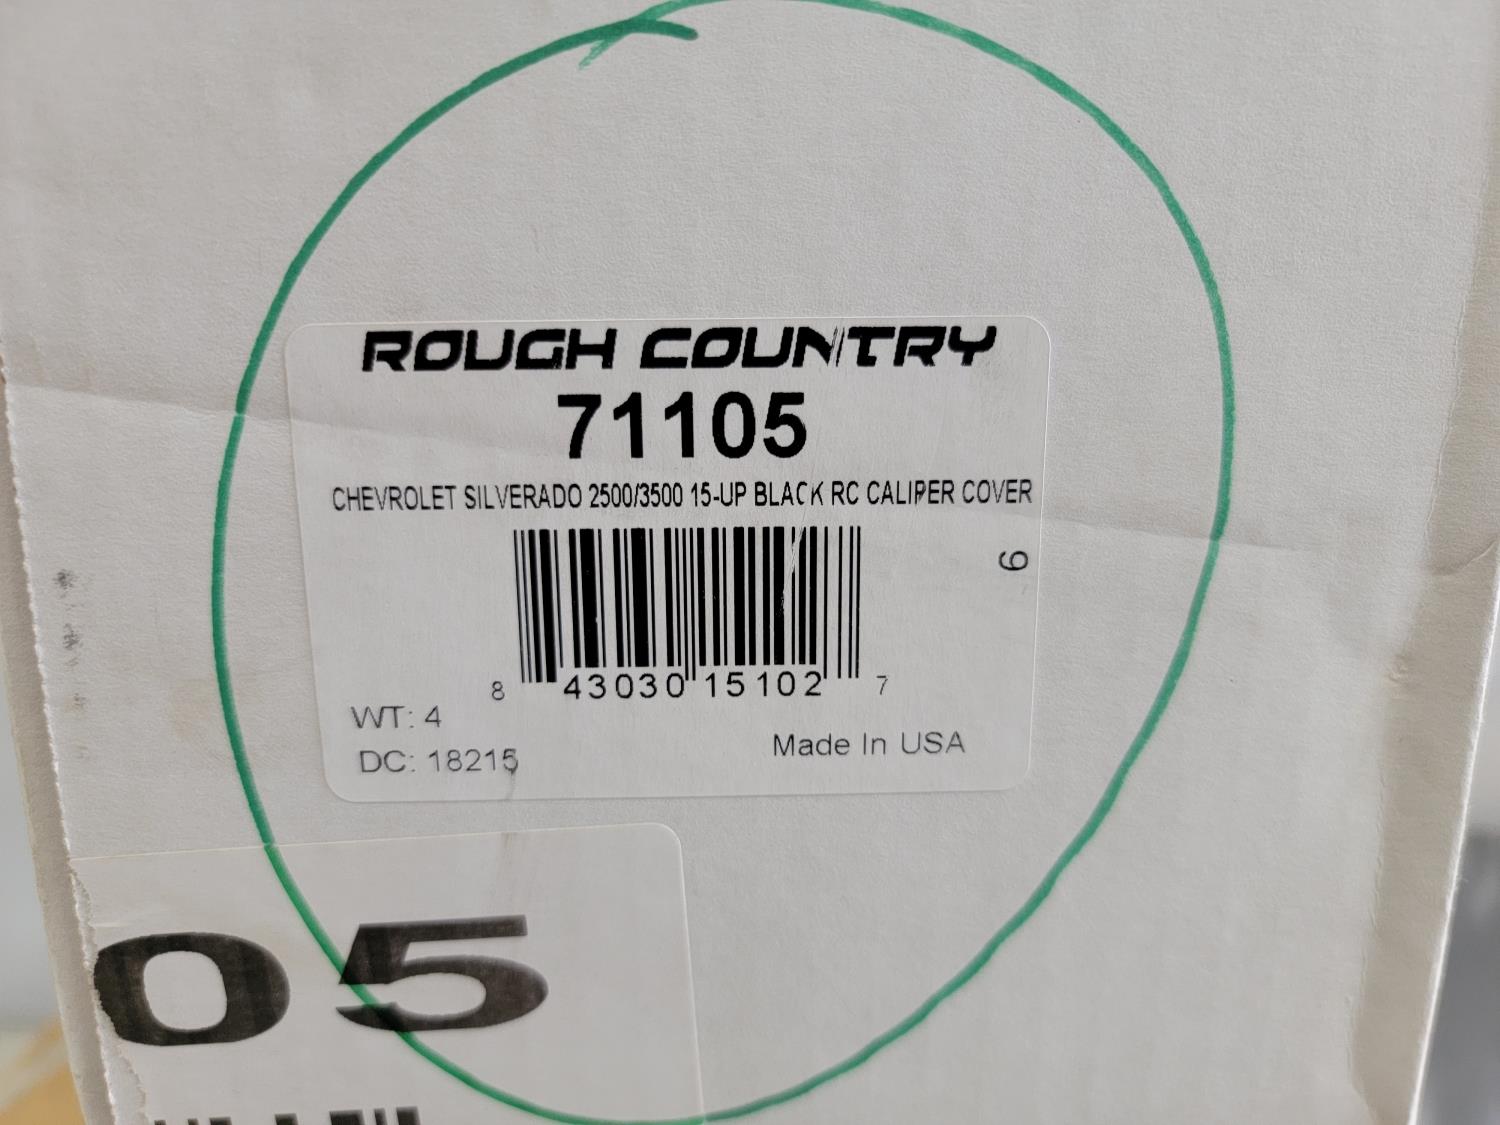 ROUGH COUNTRY
71105
CHEVROLET SILVERADO 2500/3500 15-UP BLACK RC CALIPER COVER
6
8 43030 15102 7
WT: 4
DC: 18215
Made In USA
05